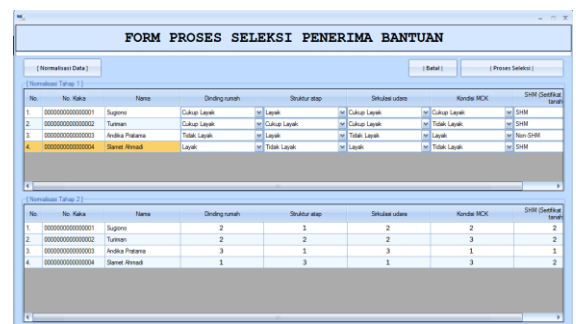 FORM PROSES SELEKSI PENERIMA BANTUAN
[ Normalisasi Data ]
| Batal |
| Proses Seleksi |
[ Normalisasi Tahap 1 ]
No. No. Kaka Nama Dinding rumah Struktur atap Sirkulasi udara Kondisi MCK SHM (Sertifikat tanah
1. 0000000000000001 Sugiono Cukup Layak Layak Cukup Layak Cukup Layak SHM
2. 0000000000000002 Turiman Cukup Layak Cukup Layak Cukup Layak Tidak Layak SHM
3. 0000000000000003 Andika Pratama Tidak Layak Layak Tidak Layak Layak Non-SHM
4. 0000000000000004 Slamet Ahmadi Layak Tidak Layak Layak Tidak Layak SHM
[ Normalisasi Tahap 2 ]
No. No. Kaka Nama Dinding rumah Struktur atap Sirkulasi udara Kondisi MCK SHM (Sertifikat tanah
1. 0000000000000001 Sugiono 2 1 2 2 2
2. 0000000000000002 Turiman 2 2 2 3 2
3. 0000000000000003 Andika Pratama 3 1 3 1 1
4. 0000000000000004 Slamet Ahmadi 1 3 1 3 2